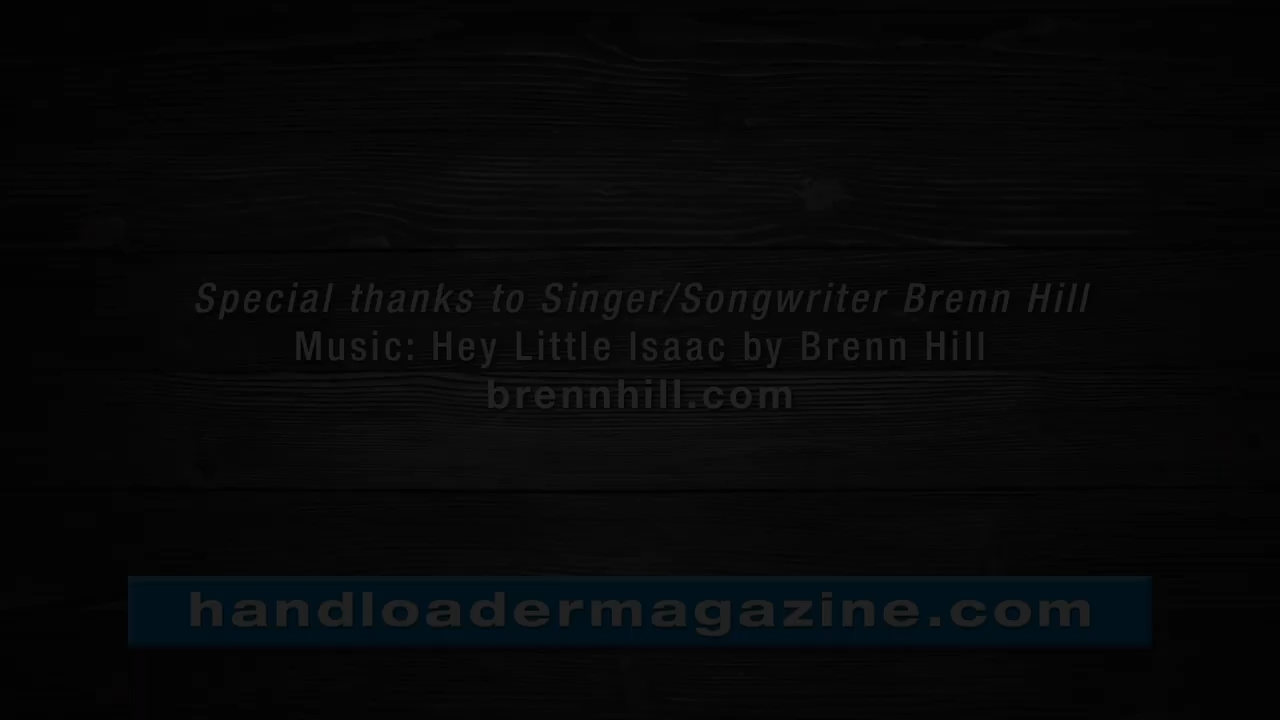 Special thanks to Singer/Songwriter Brenn Hill
Music: Hey Little Isaac by Brenn Hill
brennhill.com
handloadermagazine.com